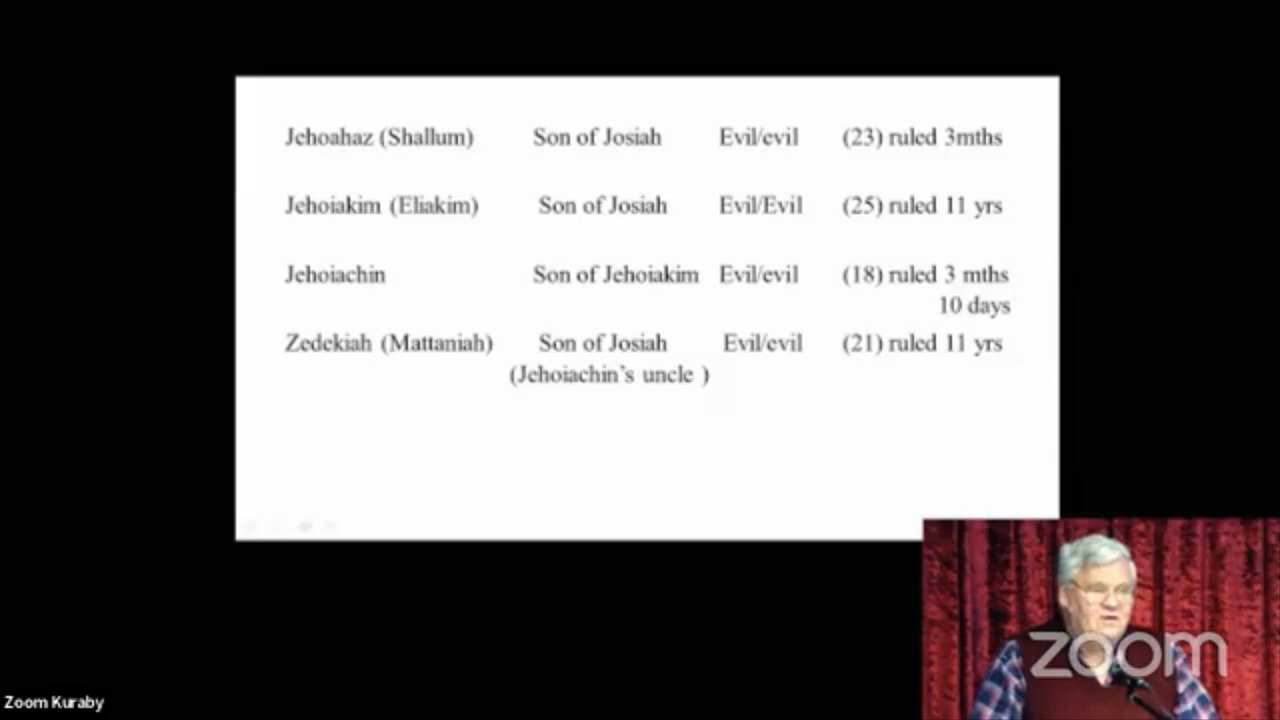 Jehoahaz (Shallum) Son of Josiah Evil/evil (23) ruled 3mths
Jehoiakim (Eliakim) Son of Josiah Evil/Evil (25) ruled 11 yrs
Jehoiachin Son of Jehoiakim Evil/evil (18) ruled 3 mths
10 days
Zedekiah (Mattaniah) Son of Josiah Evil/evil (21) ruled 11 yrs
(Jehoiachin's uncle )
zoom
Zoom Kuraby